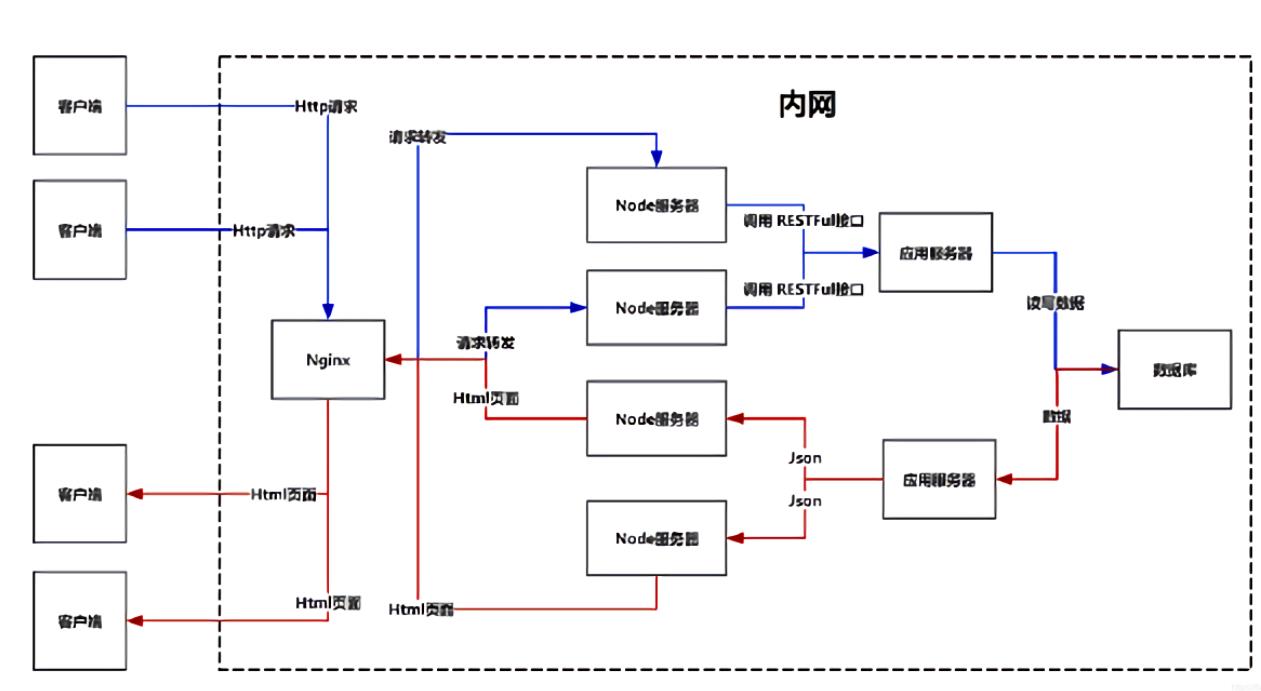 内网
客户端
Http请求
请求转发
Node服务器
调用 RESTFul接口
客户端
Http请求
应用服务器
Node服务器
调用 RESTFul接口
读写数据
请求转发
Nginx
数据库
Html页面
Node服务器
数据
Json
应用服务器
客户端
Html页面
Json
Node服务器
Html页面
Html页面
客户端